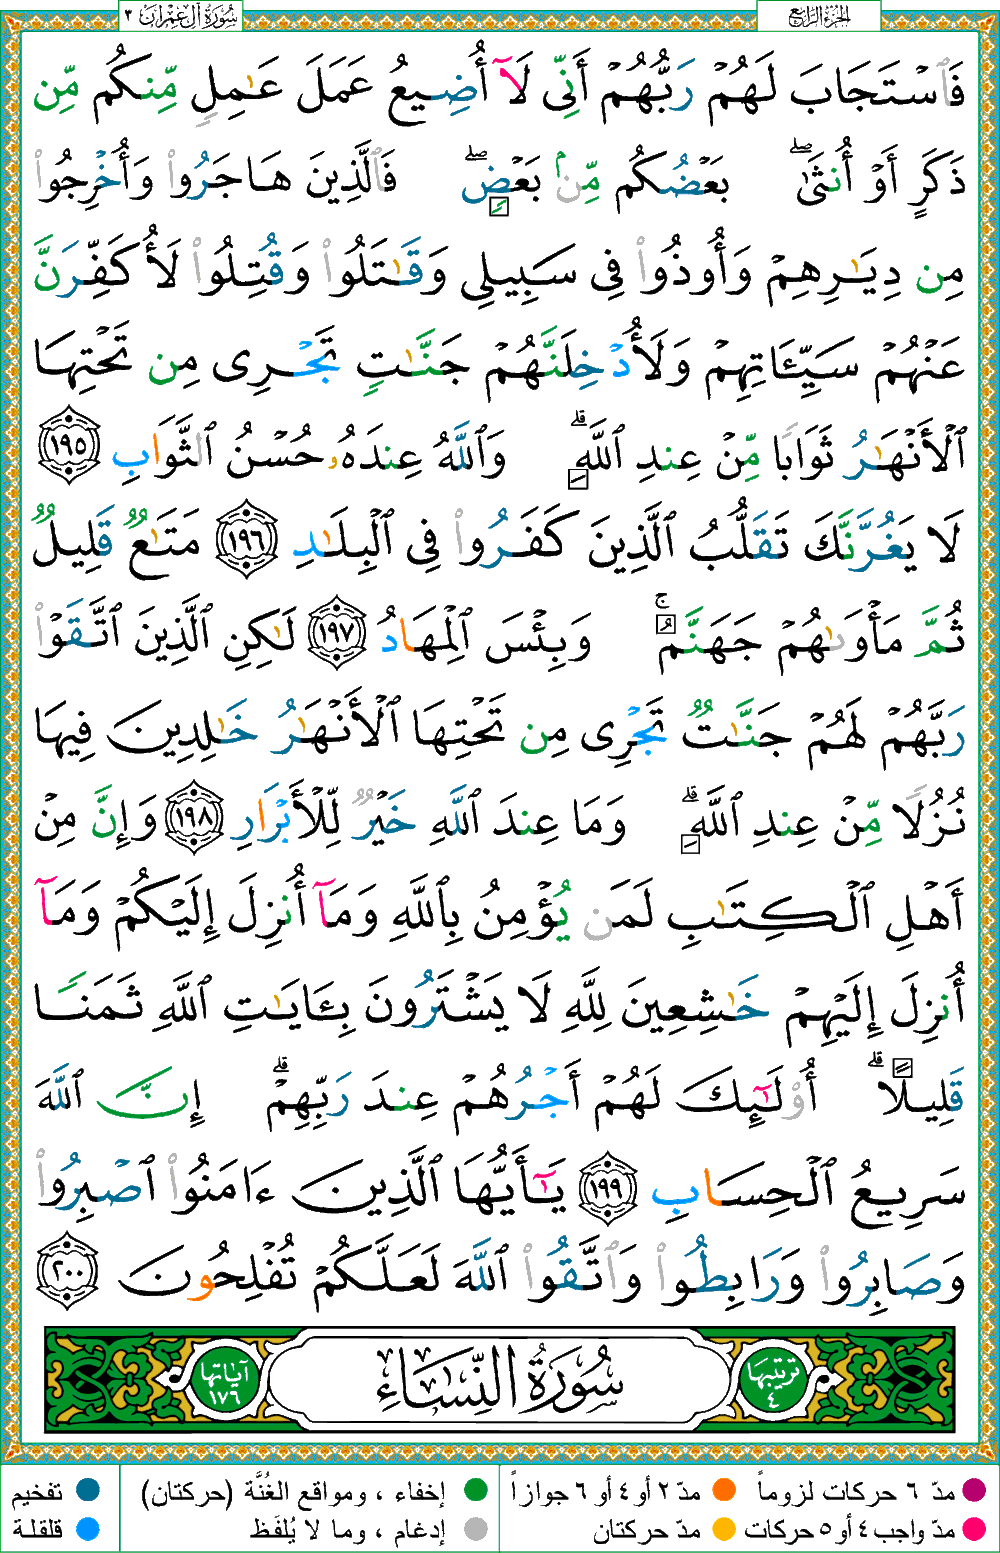 الجزء الرابع
سُورَةُ آلِ عِمْرَانَ ٣
فَٱسْتَجَابَ لَهُمْ رَبُّهُمْ أَنِّى لَآ أُضِيعُ عَمَلَ عَـٰمِلٍ مِّنكُم مِّن
ذَكَرٍ أَوْ أُنثَىٰ ۖ بَعْضُكُم مِّنۢ بَعْضٍ ۖ فَٱلَّذِينَ هَاجَرُوا۟ وَأُخْرِجُوا۟
مِن دِيَـٰرِهِمْ وَأُوذُوا۟ فِى سَبِيلِى وَقَـٰتَلُوا۟ وَقُتِلُوا۟ لَأُكَفِّرَنَّ
عَنْهُمْ سَيِّـَٔاتِهِمْ وَلَأُدْخِلَنَّهُمْ جَنَّـٰتٍ تَجْرِى مِن تَحْتِهَا
ٱلْأَنْهَـٰرُ ثَوَابًا مِّنْ عِندِ ٱللَّهِ ۗ وَٱللَّهُ عِندَهُۥ حُسْنُ ٱلثَّوَابِ ١٩٥
لَا يَغُرَّنَّكَ تَقَلُّبُ ٱلَّذِينَ كَفَرُوا۟ فِى ٱلْبِلَـٰدِ ١٩٦ مَتَـٰعٌ قَلِيلٌ
ثُمَّ مَأْوَىٰهُمْ جَهَنَّمُ ۚ وَبِئْسَ ٱلْمِهَادُ ١٩٧ لَـٰكِنِ ٱلَّذِينَ ٱتَّقَوْا۟
رَبَّهُمْ لَهُمْ جَنَّـٰتٌ تَجْرِى مِن تَحْتِهَا ٱلْأَنْهَـٰرُ خَـٰلِدِينَ فِيهَا
نُزُلًا مِّنْ عِندِ ٱللَّهِ ۗ وَمَا عِندَ ٱللَّهِ خَيْرٌ لِّلْأَبْرَارِ ١٩٨ وَإِنَّ مِنْ
أَهْلِ ٱلْكِتَـٰبِ لَمَن يُؤْمِنُ بِٱللَّهِ وَمَآ أُنزِلَ إِلَيْكُمْ وَمَآ
أُنزِلَ إِلَيْهِمْ خَـٰشِعِينَ لِلَّهِ لَا يَشْتَرُونَ بِـَٔايَـٰتِ ٱللَّهِ ثَمَنًا
قَلِيلًا ۗ أُو۟لَـٰٓئِكَ لَهُمْ أَجْرُهُمْ عِندَ رَبِّهِمْ ۗ إِنَّ ٱللَّهَ
سَرِيعُ ٱلْحِسَابِ ١٩٩ يَـٰٓأَيُّهَا ٱلَّذِينَ ءَامَنُوا۟ ٱصْبِرُوا۟
وَصَابِرُوا۟ وَرَابِطُوا۟ وَٱتَّقُوا۟ ٱللَّهَ لَعَلَّكُمْ تُفْلِحُونَ ٢٠٠
ترتيبها ٤
سُورَةُ النِّسَاءِ
آياتها ١٧٦
مدّ ٦ حركات لزوماً
مدّ ٢ أو ٤ أو ٦ جوازاً
إخفاء ، ومواقع الغُنَّة (حركتان)
تفخيم
مدّ واجب ٤ أو ٥ حركات
مدّ حركتان
إدغام ، وما لا يُلفَظ
قلقلة